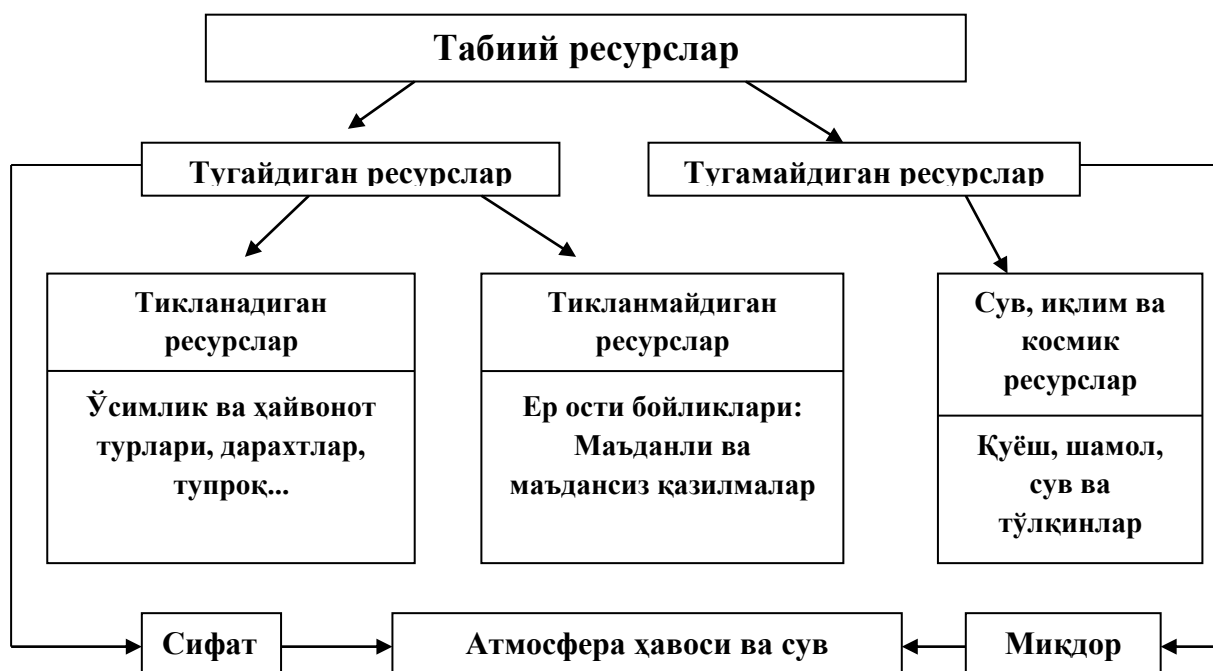 Табиий ресурслар
Тугайдиган ресурслар
Тугамайдиган ресурслар
Тикланадиган
ресурслар
Ўсимлик ва ҳайвонот
турлари, дарахтлар,
тупроқ...
Тикланмайдиган
ресурслар
Ер ости бойликлари:
Маъданли ва
маъдансиз қазилмалар
Сув, иқлим ва
космик
ресурслар
Қуёш, шамол,
сув ва
тўлқинлар
Сифат
Атмосфера ҳавоси ва сув
Миқдор